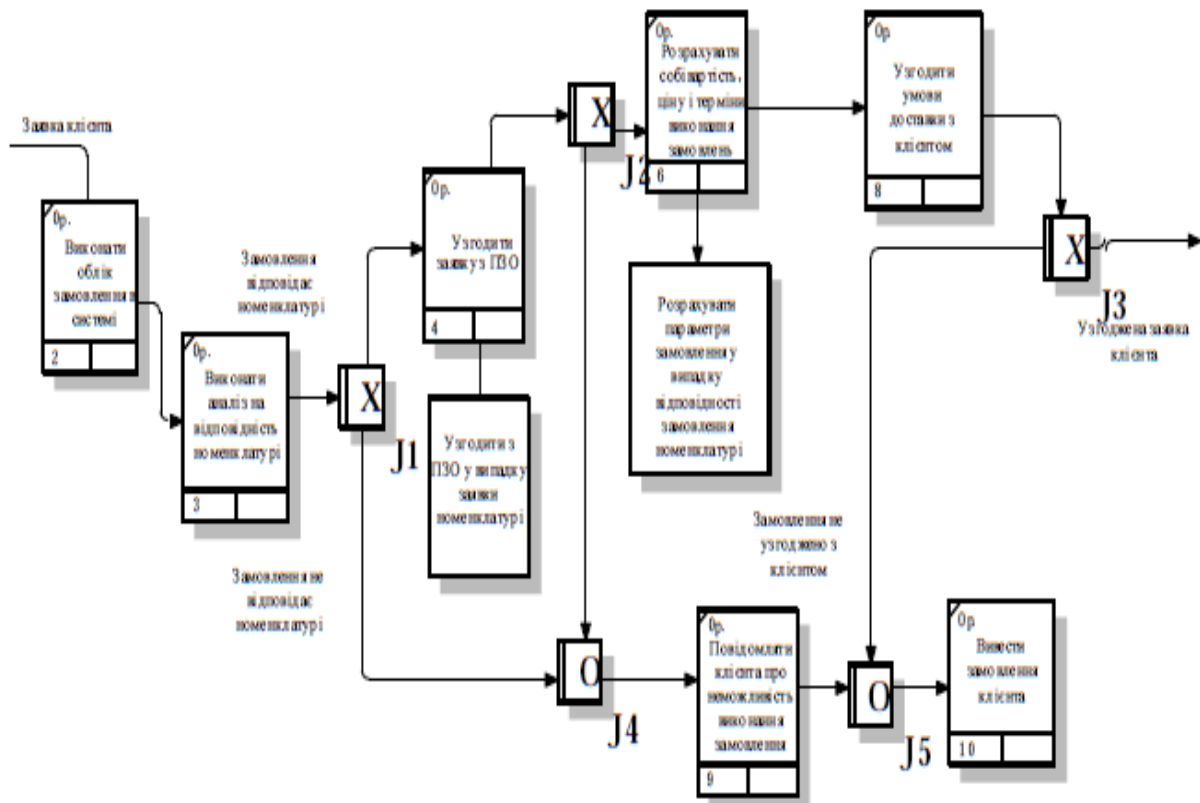 Заявка клієнта
0р.
Виконати
облік
замовлення в
системі
2
0р.
Виконати
аналіз на
відповідність
номенклатурі
3
Замовлення
відповідає
номенклатурі
Замовлення не
відповідає
номенклатурі
X
J1
0р.
Узгодити
заявку з ПЗО
4
Узгодити з
ПЗО у випадку
заявки
номенклатурі
X
J2
0р.
Розрахувати
собівартість,
ціну і терміни
виконання
замовлень
6
Розрахувати
параметри
замовлення у
випадку
відповідності
замовлення
номенклатурі
0р
Узгодити
умови
доставки з
клієнтом
8
X
J3
Узгоджена заявка
клієнта
Замовлення не
узгоджено з
клієнтом
O
J4
0р.
Повідомляти
клієнта про
неможливість
виконання
замовлення
9
O
J5
0р
Вивести
замовлення
клієнта
10